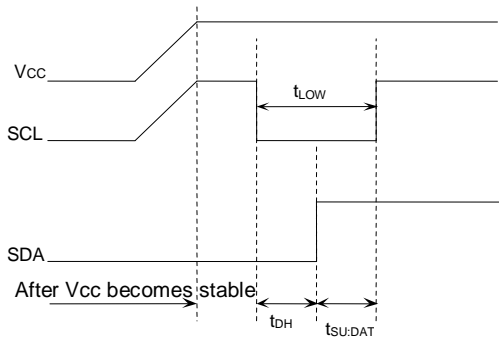 VCC
tLOW
SCL
SDA
After Vcc becomes stable
tDH
tSU:DAT